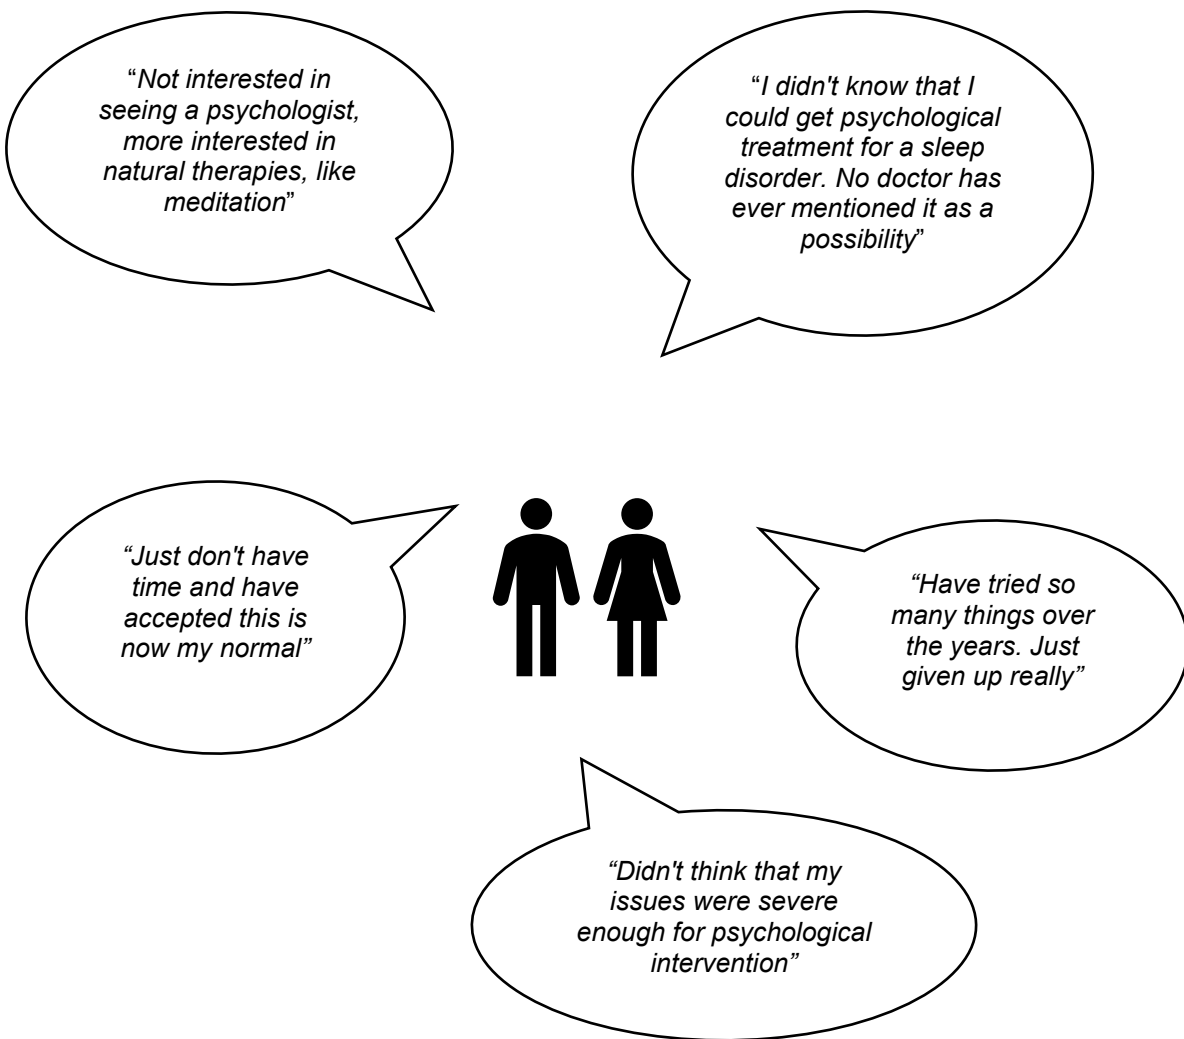 “Not interested in
seeing a psychologist,
more interested in
natural therapies, like
meditation”
“I didn't know that I
could get psychological
treatment for a sleep
disorder. No doctor has
ever mentioned it as a
possibility”
“Just don't have
time and have
accepted this is
now my normal”
“Have tried so
many things over
the years. Just
given up really”
“Didn't think that my
issues were severe
enough for psychological
intervention”